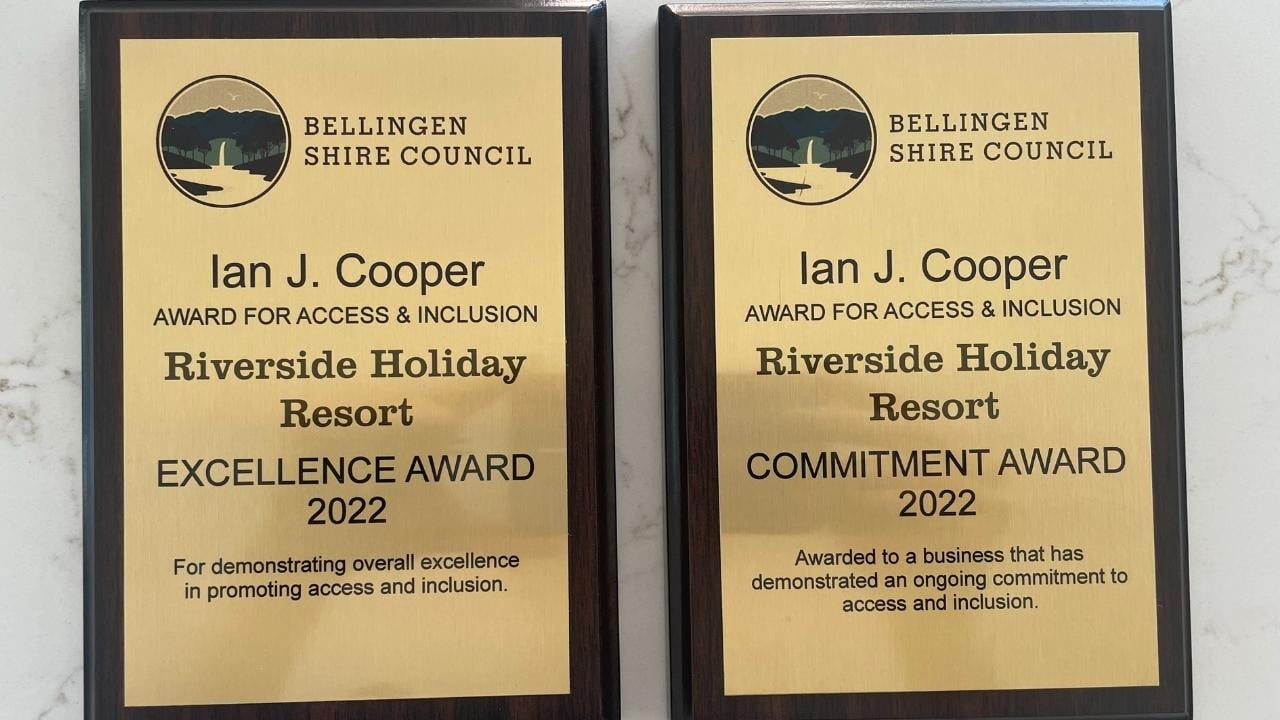 BELLINGEN
SHIRE COUNCIL
Ian J. Cooper
AWARD FOR ACCESS & INCLUSION
Riverside Holiday
Resort
EXCELLENCE AWARD
2022
For demonstrating overall excellence
in promoting access and inclusion.
BELLINGEN
SHIRE COUNCIL
Ian J. Cooper
AWARD FOR ACCESS & INCLUSION
Riverside Holiday
Resort
COMMITMENT AWARD
2022
Awarded to a business that has
demonstrated an ongoing commitment to
access and inclusion.